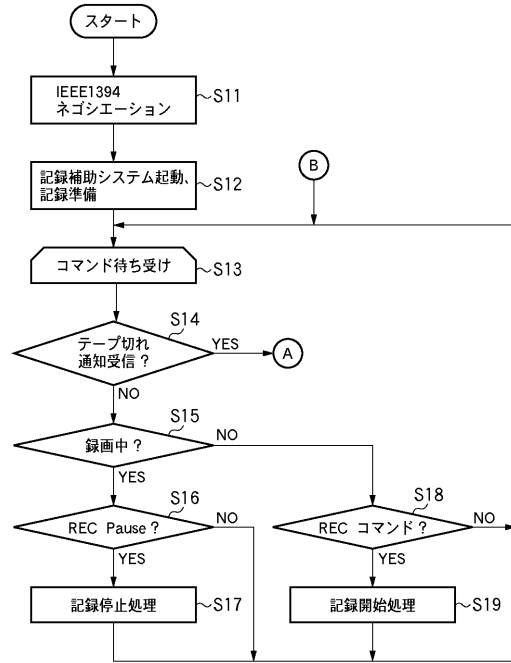 スタート
IEEE1394
ネゴシエーション
S11
記録補助システム起動、
記録準備
S12
B
コマンド待ち受け
S13
S14
テープ切れ
通知受信？
YES
A
NO
S15
録画中？
NO
YES
S16
REC Pause？
NO
YES
S18
REC コマンド？
NO
YES
記録停止処理
S17
記録開始処理
S19